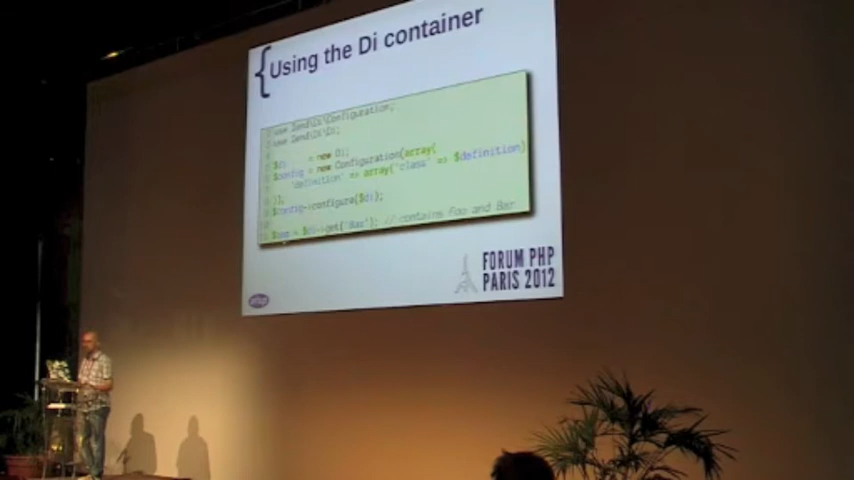 {Using the Di container
use Zend\Di\Configuration;
use Zend\Di\Di;
$di = new Di;
$config = new Configuration(array(
'definition' => array('class' => $definition)
));
$config->configure($di);
= $di->get('Bar'); // contains Foo and Bar
FORUM PHP
PARIS 2012